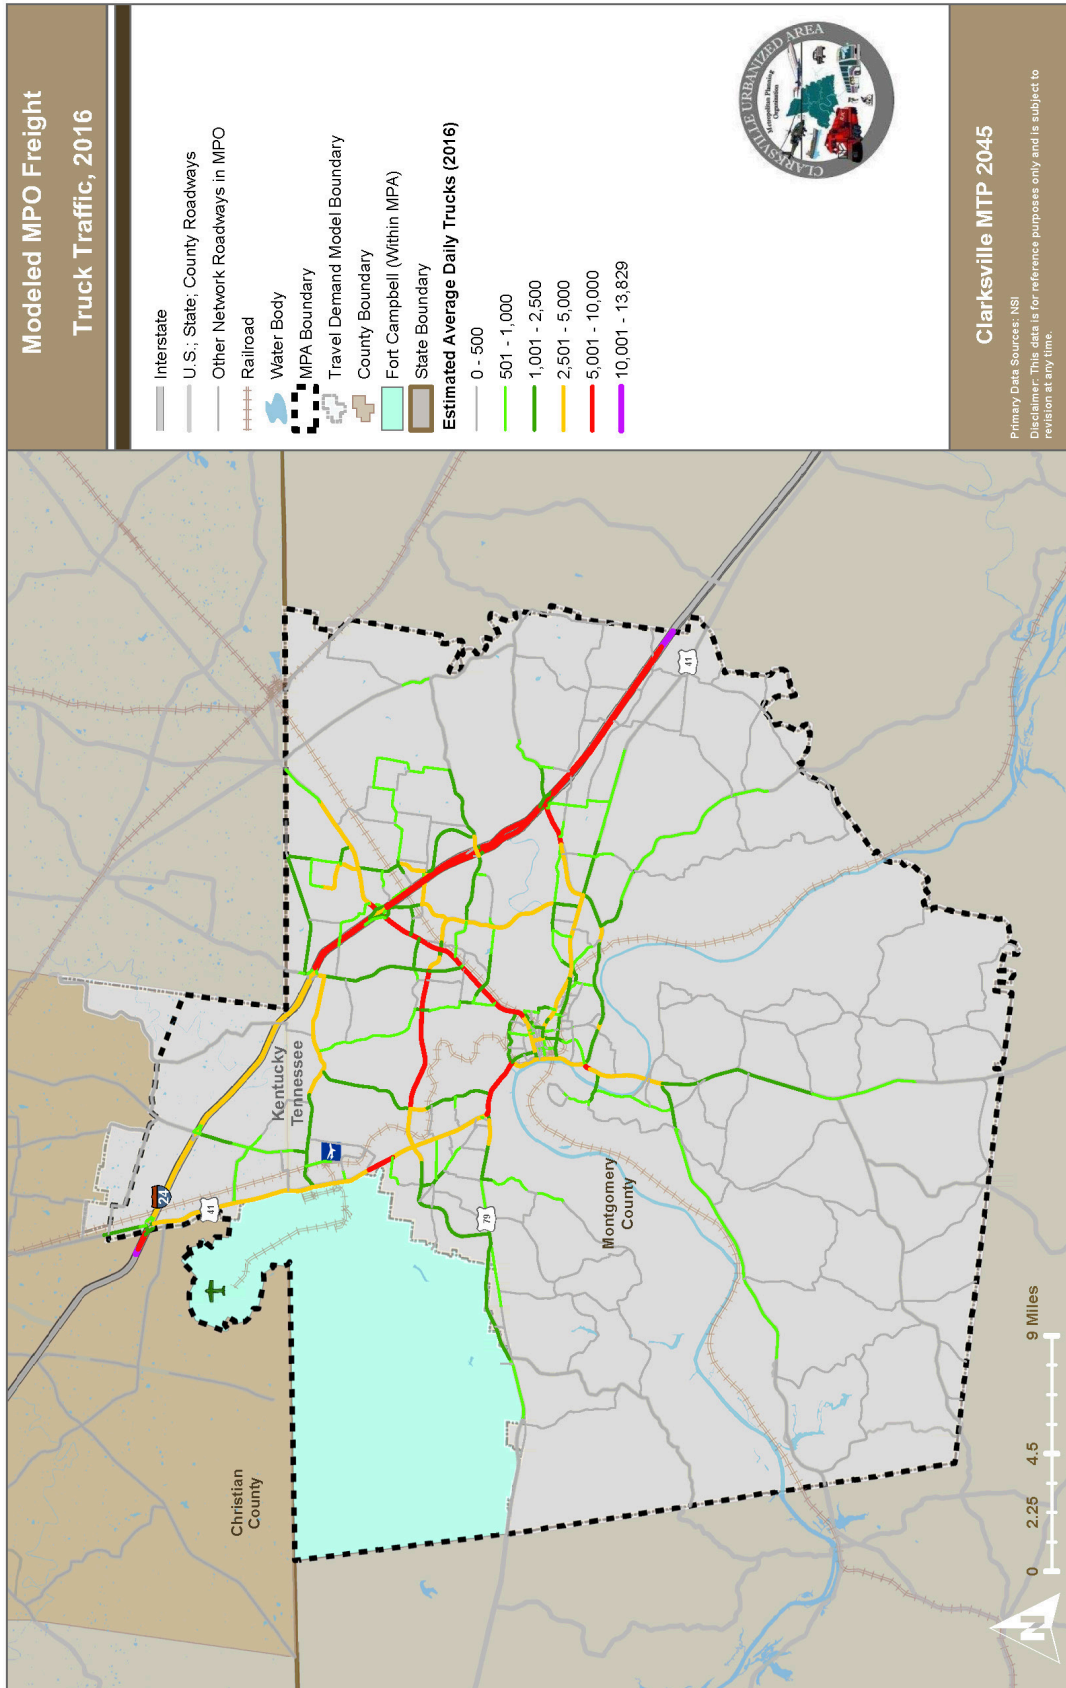 Modeled MPO Freight
Truck Traffic, 2016
Interstate
U.S.; State; County Roadways
Other Network Roadways in MPO
Railroad
Water Body
MPA Boundary
Travel Demand Model Boundary
County Boundary
Fort Campbell (Within MPA)
State Boundary
Estimated Average Daily Trucks (2016)
0 - 500
501 - 1,000
1,001 - 2,500
2,501 - 5,000
5,001 - 10,000
10,001 - 13,829
CLARKSVILLE URBANIZED AREA
Metropolitan Planning
Organization
Clarksville MTP 2045
Primary Data Sources: NSI
Disclaimer: This data is for reference purposes only and is subject to
revision at any time.
Christian
County
24
41
Kentucky
Tennessee
79
41
Montgomery
County
N
0 2.25 4.5 9 Miles